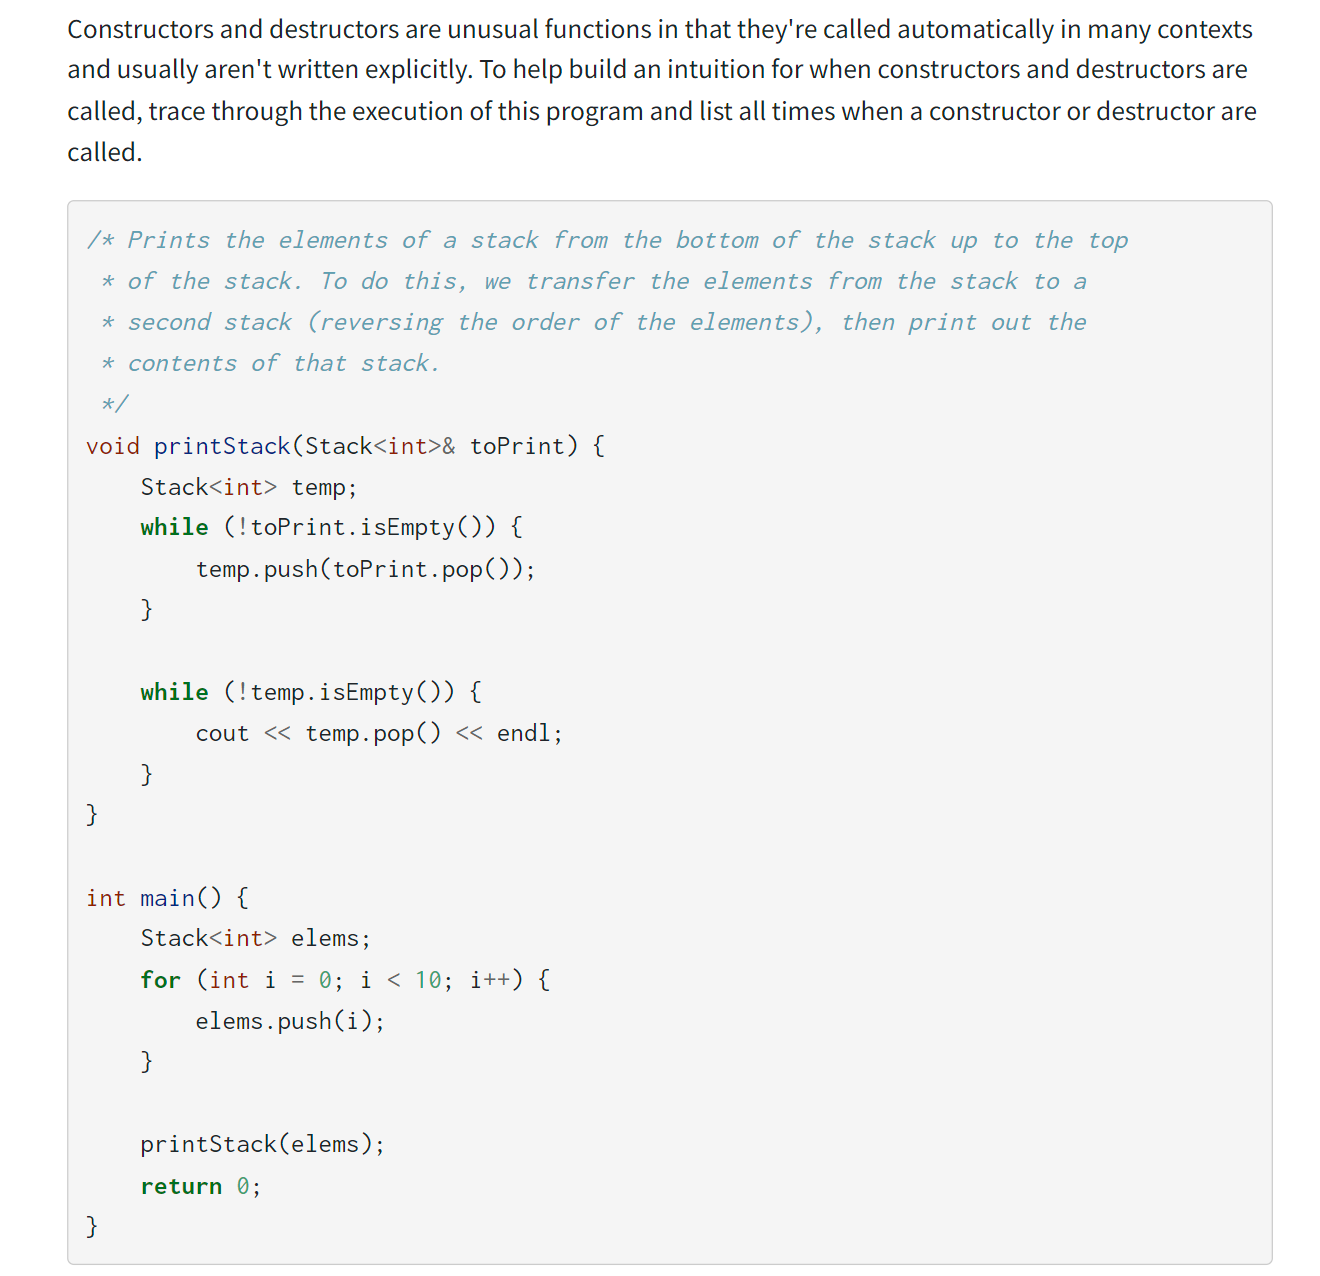 Constructors and destructors are unusual functions in that they're called automatically in many contexts
and usually aren't written explicitly. To help build an intuition for when constructors and destructors are
called, trace through the execution of this program and list all times when a constructor or destructor are
called.
/* Prints the elements of a stack from the bottom of the stack up to the top
 * of the stack. To do this, we transfer the elements from the stack to a
 * second stack (reversing the order of the elements), then print out the
 * contents of that stack.
 */
void printStack(Stack<int>& toPrint) {
    Stack<int> temp;
    while (!toPrint.isEmpty()) {
        temp.push(toPrint.pop());
    }

    while (!temp.isEmpty()) {
        cout << temp.pop() << endl;
    }
}

int main() {
    Stack<int> elems;
    for (int i = 0; i < 10; i++) {
        elems.push(i);
    }

    printStack(elems);
    return 0;
}